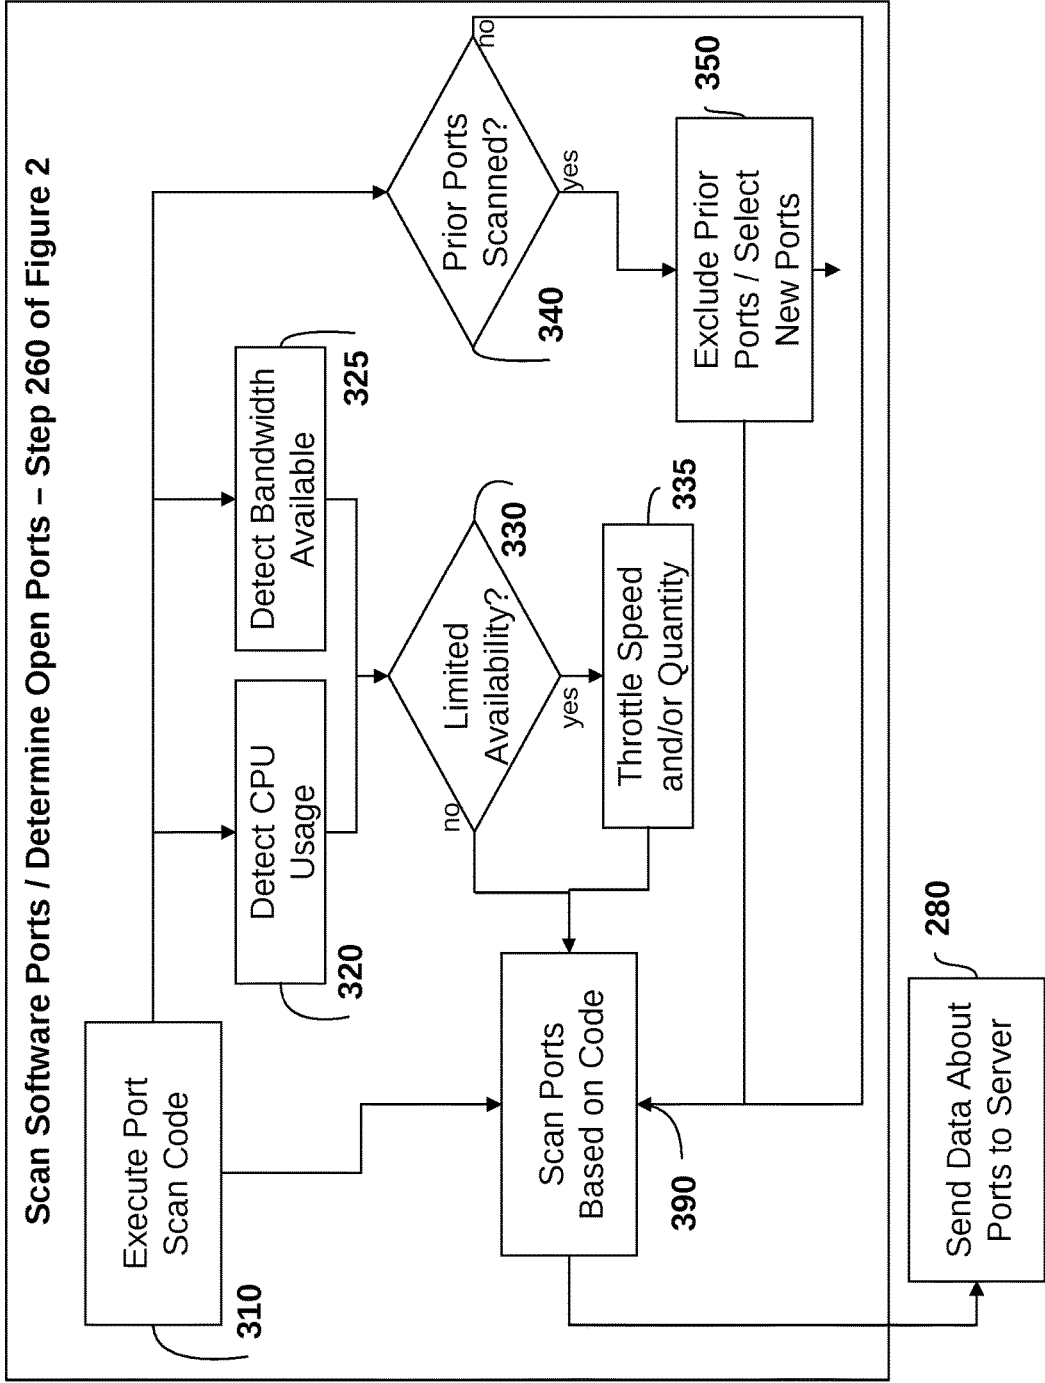 Scan Software Ports / Determine Open Ports – Step 260 of Figure 2
Execute Port
Scan Code
310
Detect CPU
Usage
320
Detect Bandwidth
Available
325
Limited
Availability?
330
no
yes
Throttle Speed
and/or Quantity
335
Prior Ports
Scanned?
340
no
yes
Exclude Prior
Ports / Select
New Ports
350
Scan Ports
Based on Code
390
Send Data About
Ports to Server
280